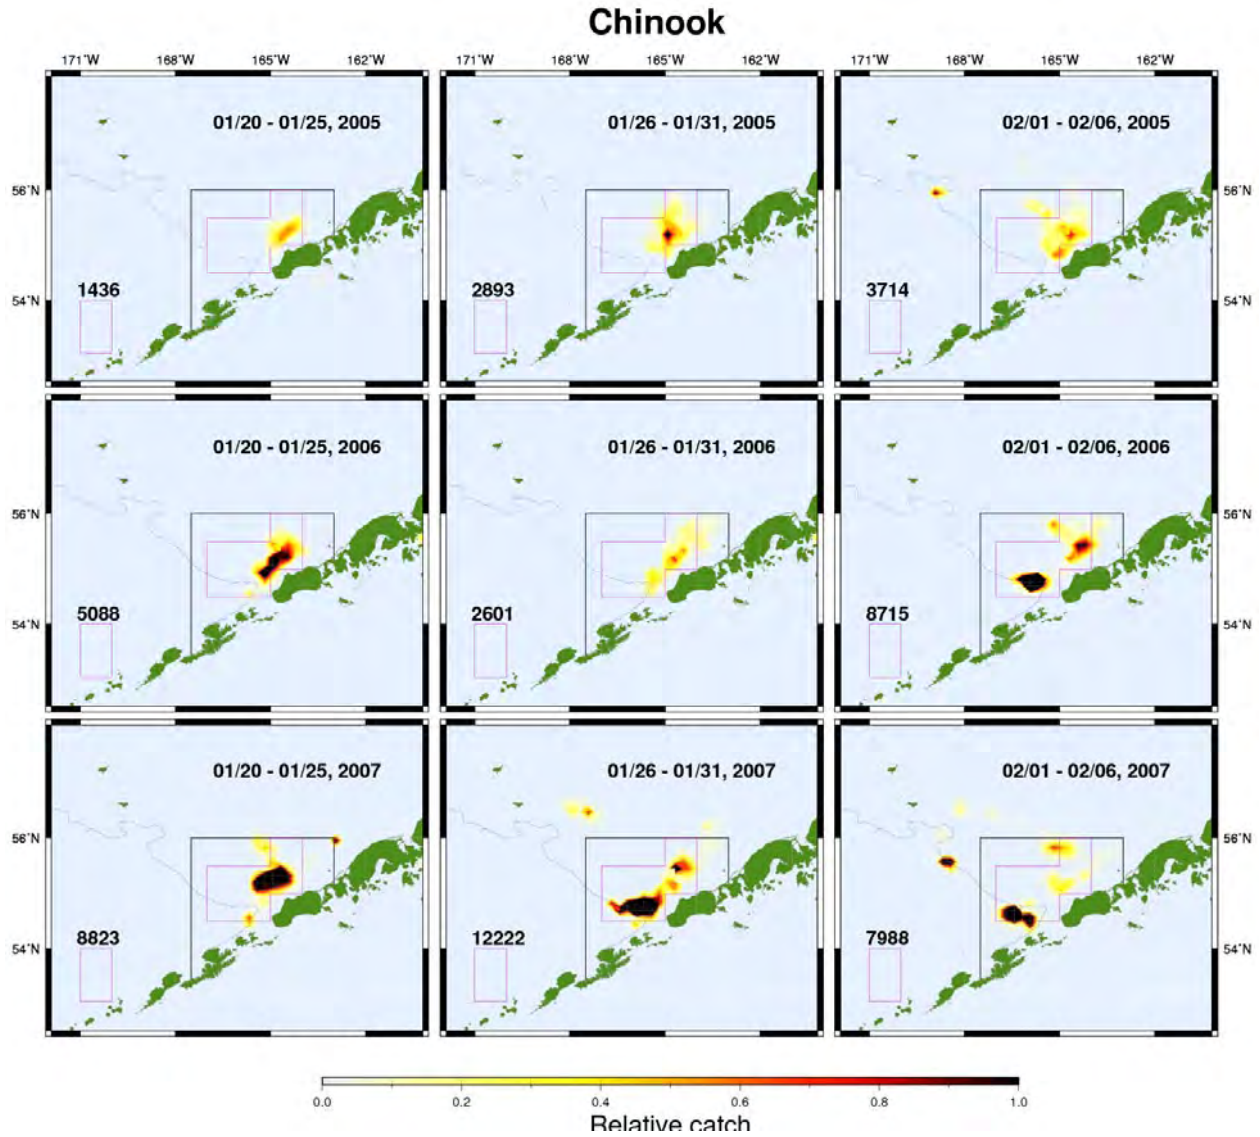 Chinook
171°W 168°W 165°W 162°W 171°W 168°W 165°W 162°W 171°W 168°W 165°W 162°W
01/20 - 01/25, 2005 01/26 - 01/31, 2005 02/01 - 02/06, 2005
56°N 56°N
1436 2893 3714
54°N 54°N
01/20 - 01/25, 2006 01/26 - 01/31, 2006 02/01 - 02/06, 2006
56°N 56°N
5088 2601 8715
54°N 54°N
01/20 - 01/25, 2007 01/26 - 01/31, 2007 02/01 - 02/06, 2007
56°N 56°N
8823 12222 7988
54°N 54°N
0.0 0.2 0.4 0.6 0.8 1.0
Relative catch